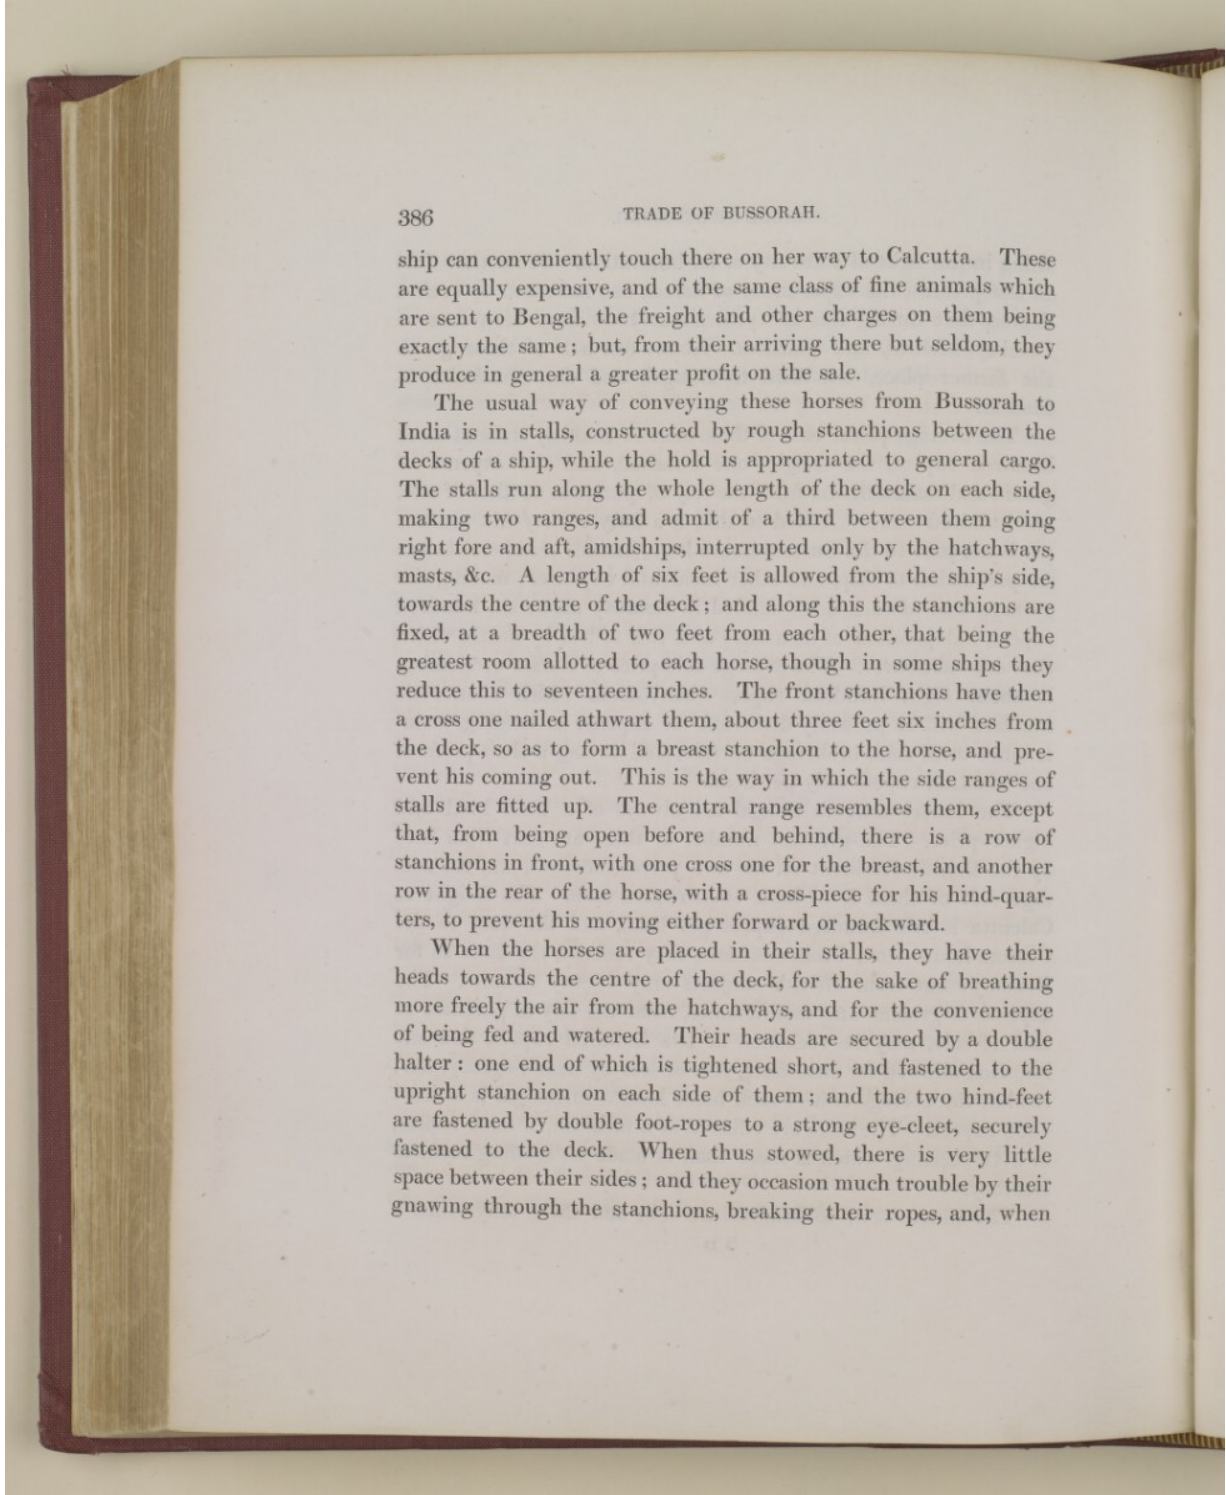 386
TRADE OF BUSSORAH.
ship can conveniently touch there on her way to Calcutta. These
are equally expensive, and of the same class of fine animals which
are sent to Bengal, the freight and other charges on them being
exactly the same; but, from their arriving there but seldom, they
produce in general a greater profit on the sale.
The usual way of conveying these horses from Bussorah to
India is in stalls, constructed by rough stanchions between the
decks of a ship, while the hold is appropriated to general cargo.
The stalls run along the whole length of the deck on each side,
making two ranges, and admit of a third between them going
right fore and aft, amidships, interrupted only by the hatchways,
masts, &c. A length of six feet is allowed from the ship's side,
towards the centre of the deck; and along this the stanchions are
fixed, at a breadth of two feet from each other, that being the
greatest room allotted to each horse, though in some ships they
reduce this to seventeen inches. The front stanchions have then
a cross one nailed athwart them, about three feet six inches from
the deck, so as to form a breast stanchion to the horse, and pre-
vent his coming out. This is the way in which the side ranges of
stalls are fitted up. The central range resembles them, except
that, from being open before and behind, there is a row of
stanchions in front, with one cross one for the breast, and another
row in the rear of the horse, with a cross-piece for his hind-quar-
ters, to prevent his moving either forward or backward.
When the horses are placed in their stalls, they have their
heads towards the centre of the deck, for the sake of breathing
more freely the air from the hatchways, and for the convenience
of being fed and watered. Their heads are secured by a double
halter: one end of which is tightened short, and fastened to the
upright stanchion on each side of them; and the two hind-feet
are fastened by double foot-ropes to a strong eye-cleet, securely
fastened to the deck. When thus stowed, there is very little
space between their sides; and they occasion much trouble by their
gnawing through the stanchions, breaking their ropes, and, when